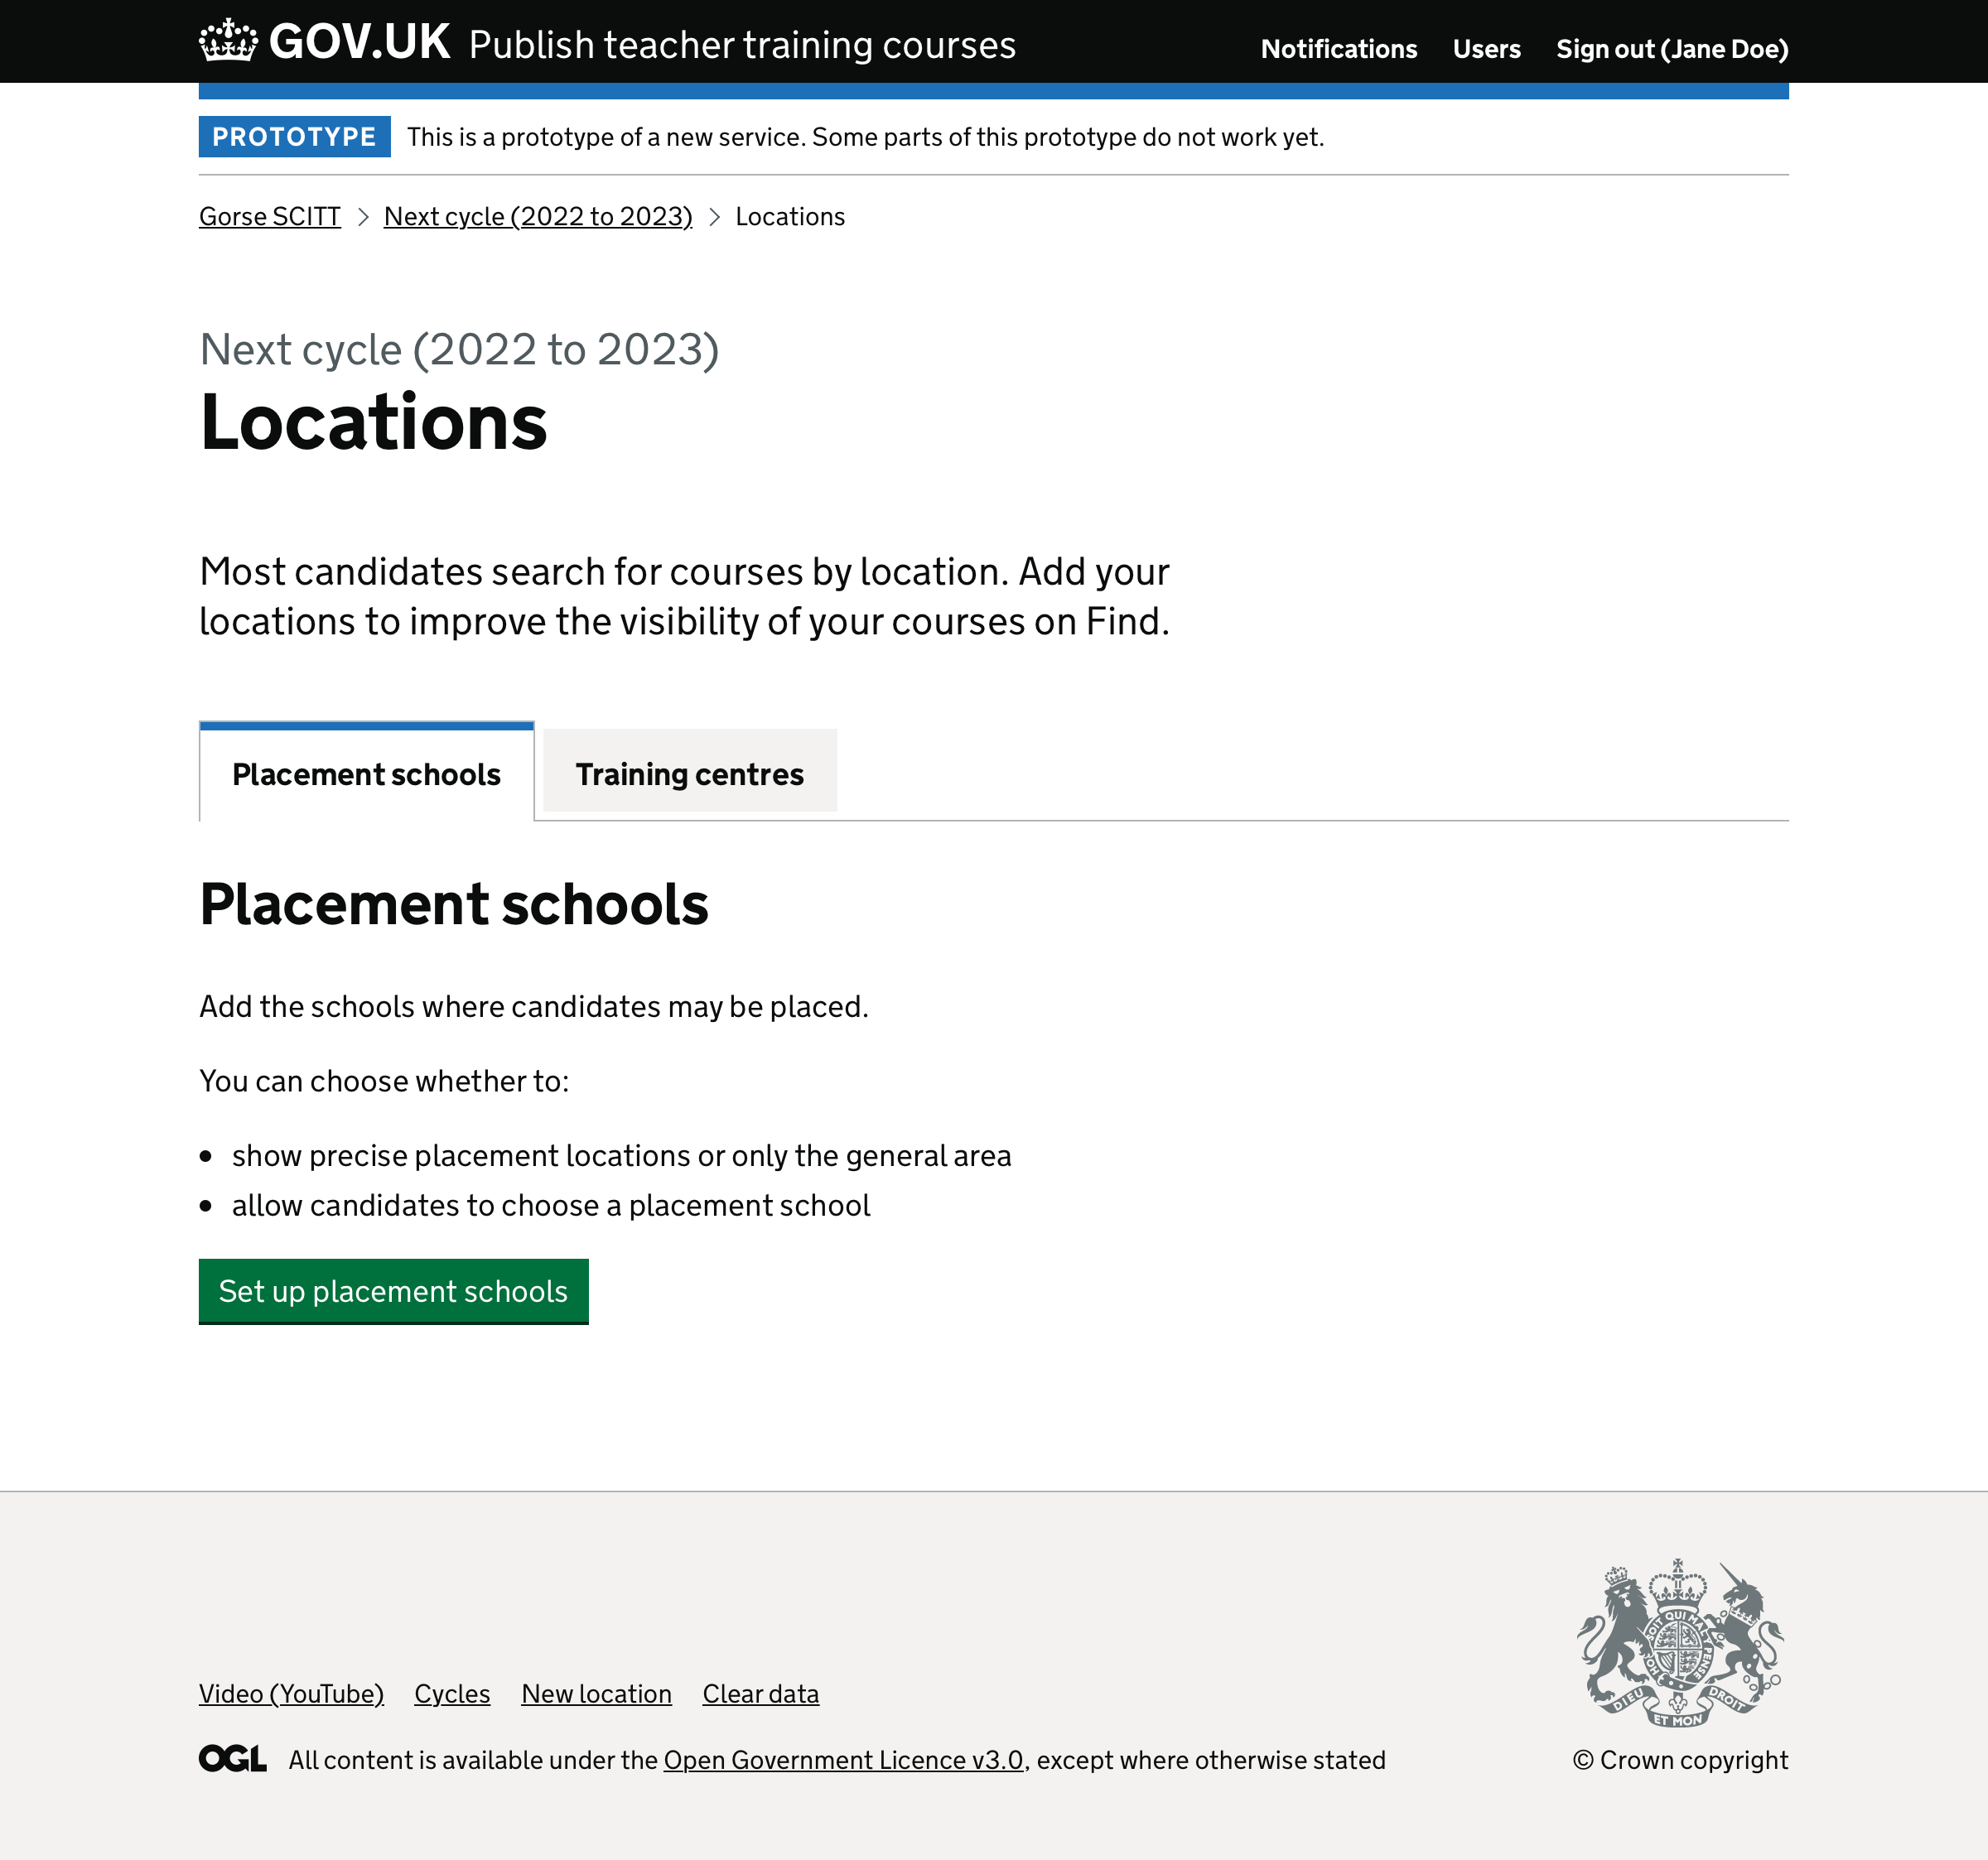 GOV.UK Publish teacher training courses
Notifications Users Sign out (Jane Doe)
PROTOTYPE This is a prototype of a new service. Some parts of this prototype do not work yet.
Gorse SCITT Next cycle (2022 to 2023) Locations
Next cycle (2022 to 2023)
Locations
Most candidates search for courses by location. Add your
locations to improve the visibility of your courses on Find.
Placement schools Training centres
Placement schools
Add the schools where candidates may be placed.
You can choose whether to:
show precise placement locations or only the general area
allow candidates to choose a placement school
Set up placement schools
HONI SOIT QUI MAL Y PENSE
DIEU ET MON DROIT
Video (YouTube) Cycles New location Clear data
OGL All content is available under the Open Government Licence v3.0, except where otherwise stated
© Crown copyright